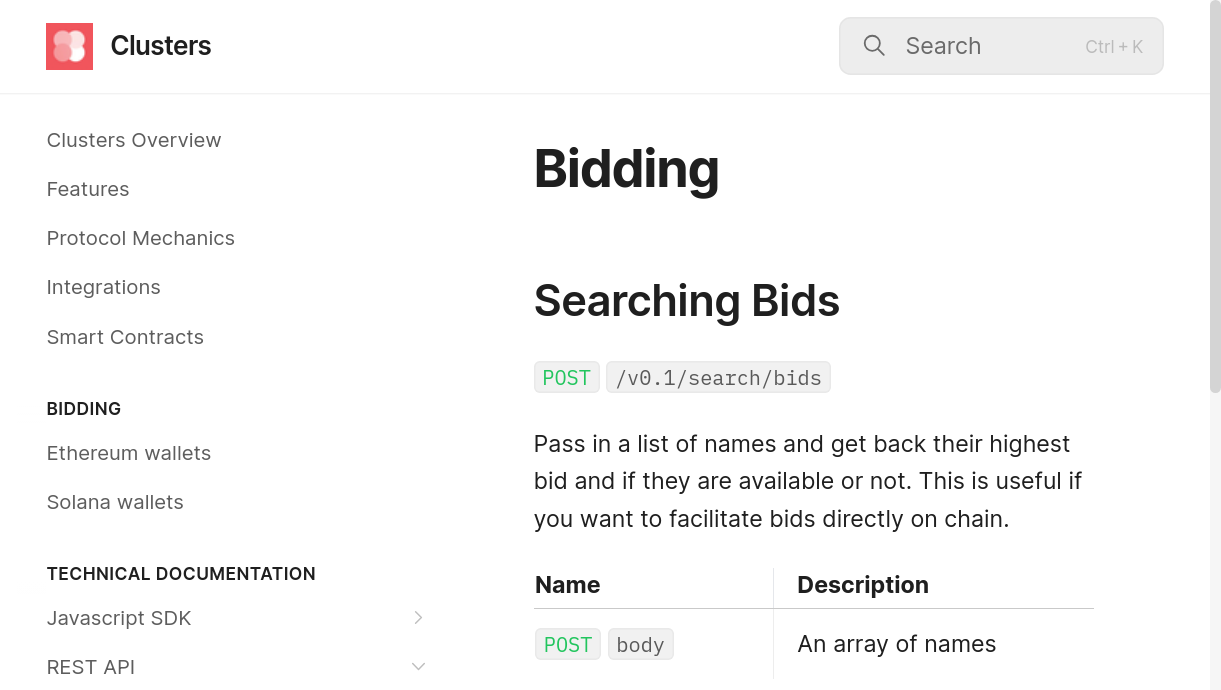 Clusters
Search Ctrl + K
Clusters Overview
Features
Protocol Mechanics
Integrations
Smart Contracts
BIDDING
Ethereum wallets
Solana wallets
TECHNICAL DOCUMENTATION
Javascript SDK
REST API
Bidding
Searching Bids
POST /v0.1/search/bids
Pass in a list of names and get back their highest
bid and if they are available or not. This is useful if
you want to facilitate bids directly on chain.
Name Description
POST body An array of names